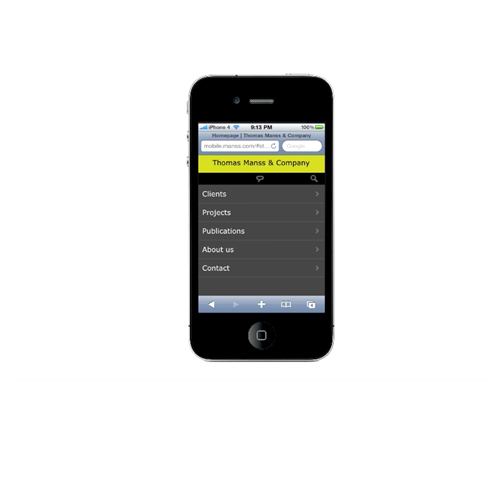 iPhone 4 9:13 PM 100%
Homepage | Thomas Manss & Company
mobile.manss.com/#st... Google
Thomas Manss & Company
Clients
Projects
Publications
About us
Contact